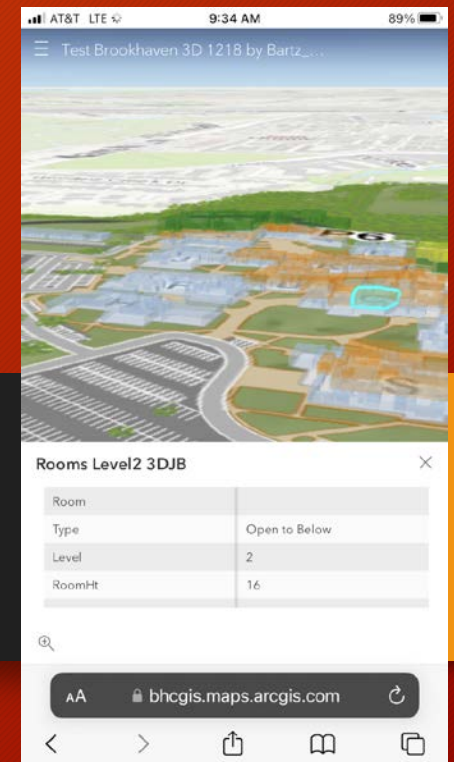 AT&T LTE 9:34 AM 89%
Test Brookhaven 3D 1218 by Bartz_...
P6
S
Rooms Level2 3DJB
Room
Type Open to Below
Level 2
RoomHt 16
AA bhcgis.maps.arcgis.com